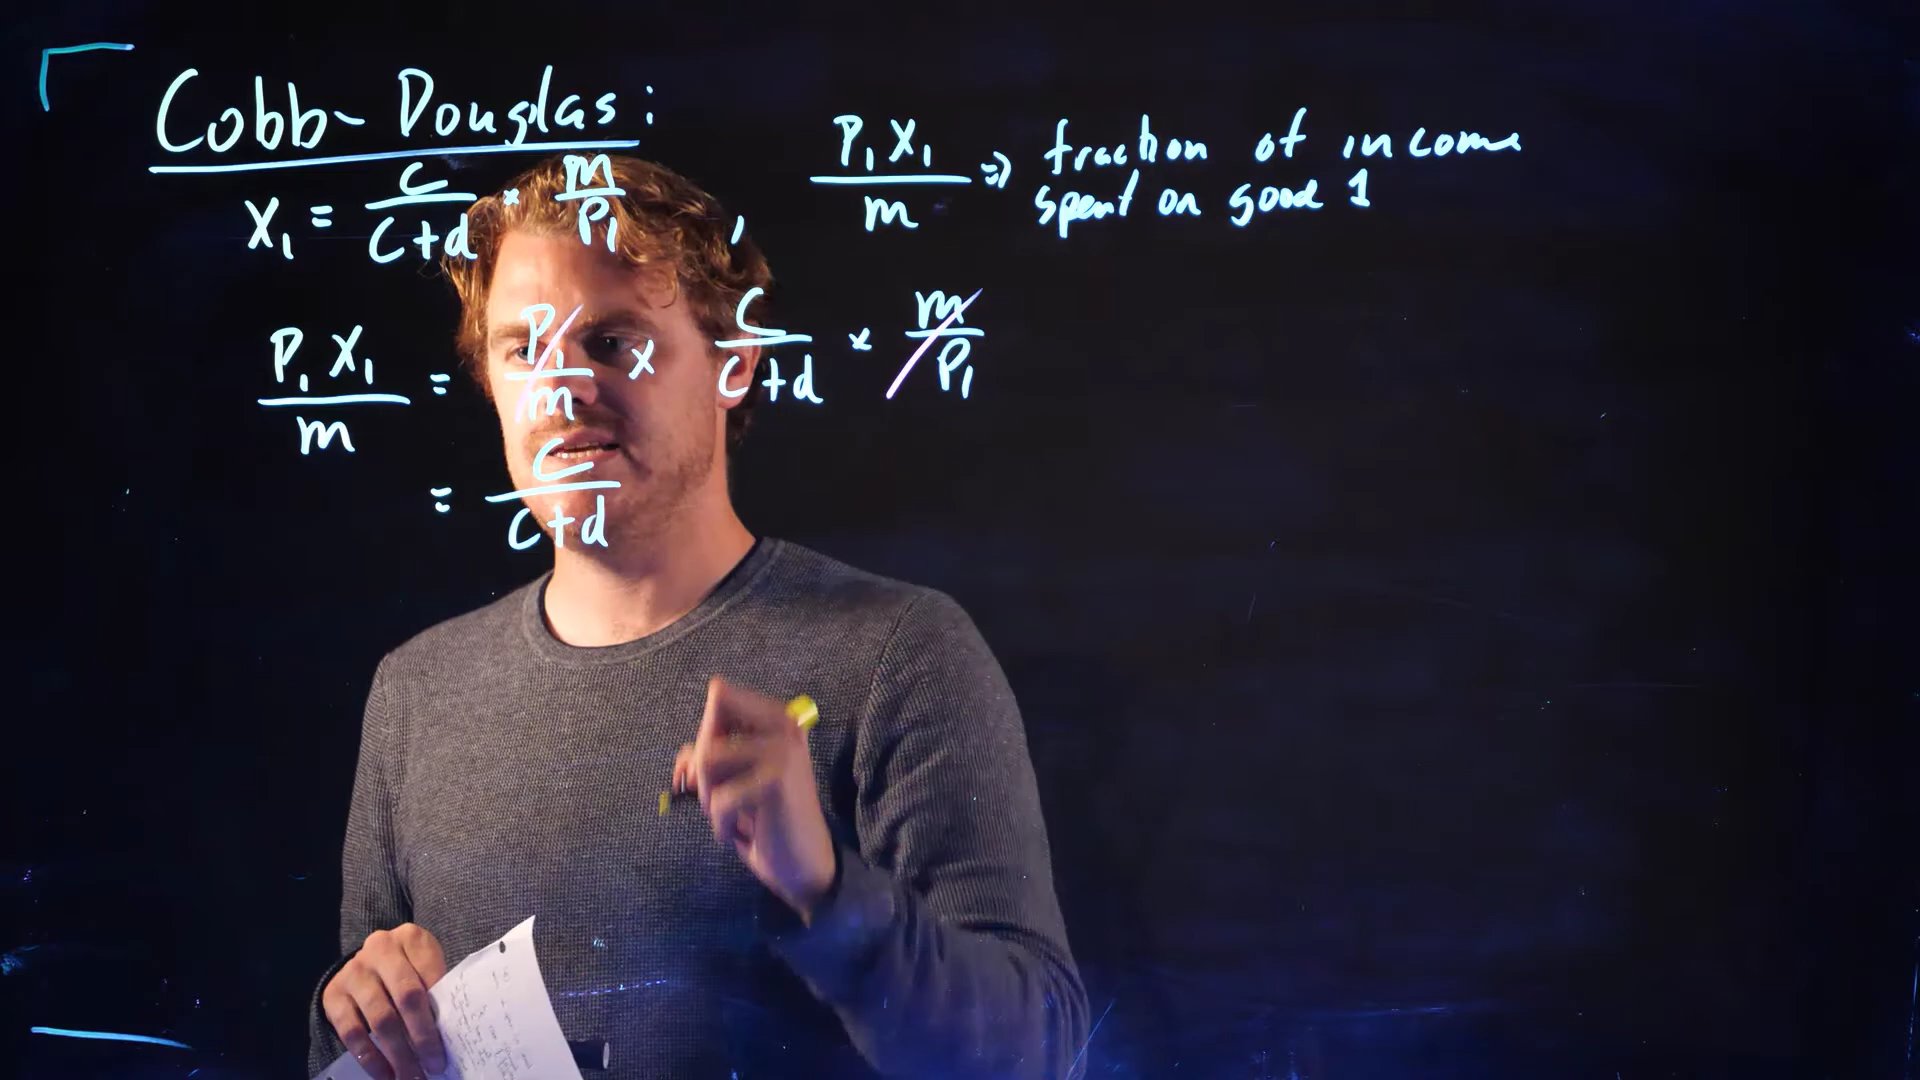 Cobb-Douglas:
X₁ = C/(C+d) × m/P₁ , P₁X₁/m ⇒ fraction of income
spent on good 1
P₁X₁/m = P₁/m × C/(C+d) × m/P₁
= C/(C+d)